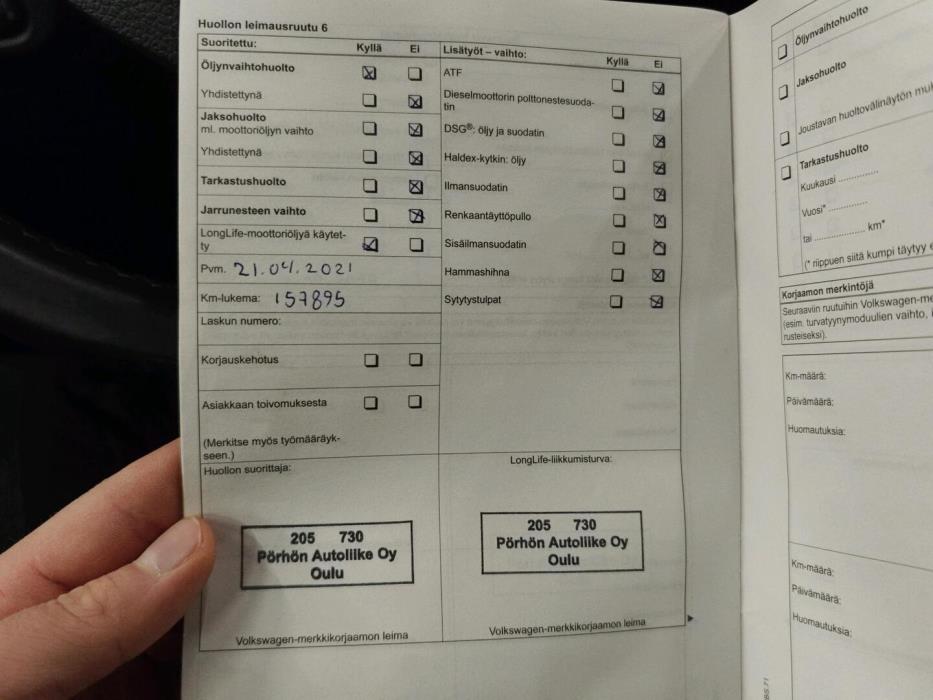 Huollon leimausruutu 6
Suoritettu: Kyllä Ei
Öljynvaihtohuolto
Yhdistettynä
Jaksohuolto
ml. moottoriöljyn vaihto
Yhdistettynä
Tarkastushuolto
Jarrunesteen vaihto
LongLife-moottoriöljyä käytet-
ty
Pvm. 21.04.2021
Km-lukema: 157895
Laskun numero:
Korjauskehotus
Asiakkaan toivomuksesta
(Merkitse myös työmääräyk-
seen.)
Huollon suorittaja:
205 730
Pörhön Autoliike Oy
Oulu
Volkswagen-merkkikorjaamon leima
Lisätyöt – vaihto: Kyllä Ei
ATF
Dieselmoottorin polttonestesuoda-
tin
DSG®: öljy ja suodatin
Haldex-kytkin: öljy
Ilmansuodatin
Renkaantäyttöpullo
Sisäilmansuodatin
Hammashihna
Sytytystulpat
LongLife-liikkumisturva:
205 730
Pörhön Autoliike Oy
Oulu
Volkswagen-merkkikorjaamon leima
Öljynvaihtohuolto
Jaksohuolto
Joustavan huoltovälinäytön
Tarkastushuolto
Kuukausi ..............
Vuosi* ..............
tai .............. km*
(* riippuen siitä kumpi täytyy
Korjaamon merkintöjä
Seuraaviin ruutuihin
(esim. turvatyynymoduulien vaihto,
rusteiseksi).
Km-määrä:
Päivämäärä:
Huomautuksia:
Km-määrä:
Päivämäärä:
Huomautuksia: